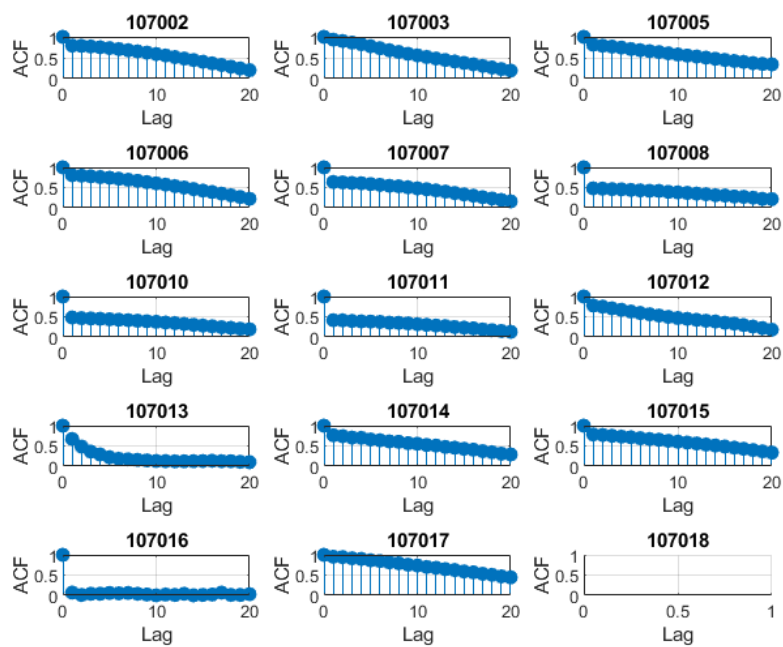 107002 107003 107005
1 1 1
ACF 0.5 ACF 0.5 ACF 0.5
0 0 0
0 10 20 0 10 20 0 10 20
Lag Lag Lag
107006 107007 107008
1 1 1
ACF 0.5 ACF 0.5 ACF 0.5
0 0 0
0 10 20 0 10 20 0 10 20
Lag Lag Lag
107010 107011 107012
1 1 1
ACF 0.5 ACF 0.5 ACF 0.5
0 0 0
0 10 20 0 10 20 0 10 20
Lag Lag Lag
107013 107014 107015
1 1 1
ACF 0.5 ACF 0.5 ACF 0.5
0 0 0
0 10 20 0 10 20 0 10 20
Lag Lag Lag
107016 107017 107018
1 1 1
ACF 0.5 ACF 0.5 ACF 0.5
0 0 0
0 10 20 0 10 20 0 0.5 1
Lag Lag Lag